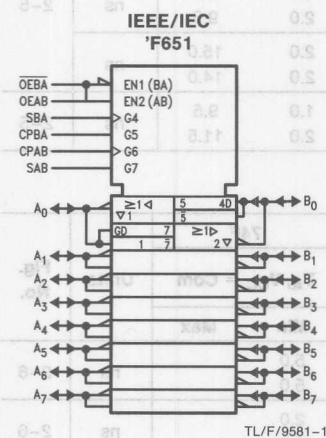 IEEE/IEC
'F651
OEBA EN1 (BA)
OEAB EN2 (AB)
SBA G4
CPBA G5
CPAB G6
SAB G7
A0 ≥1 5 4D B0
▽1 5
GD 7 ≥1
1 7 2▽
A1 B1
A2 B2
A3 B3
A4 B4
A5 B5
A6 B6
A7 B7
TL/F/9581-1